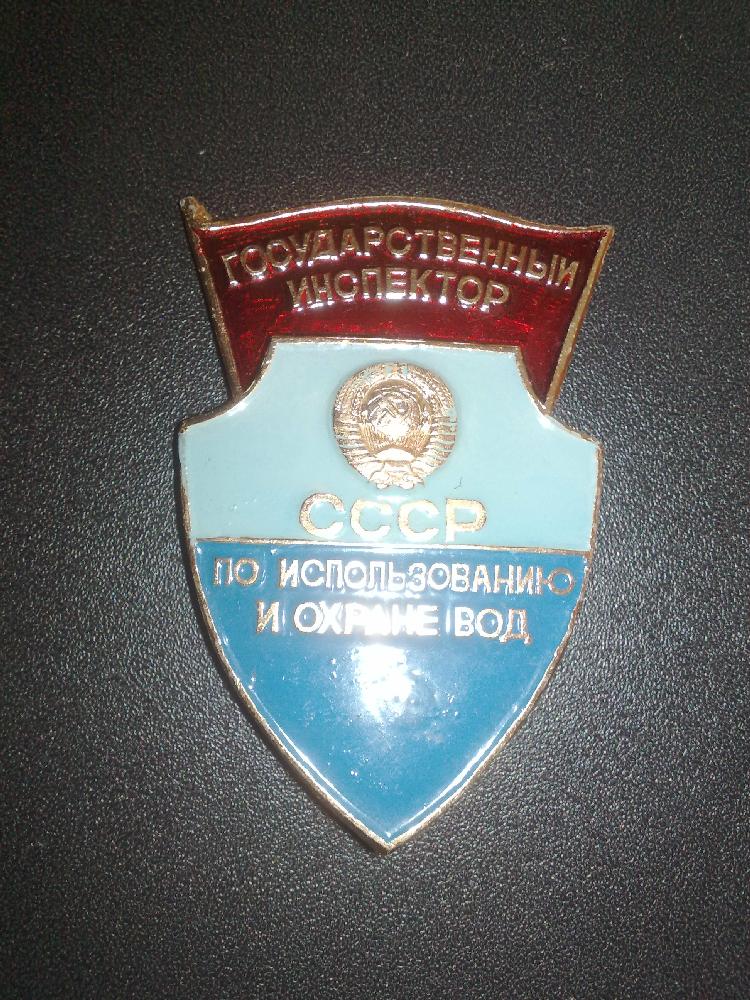 ГОСУДАРСТВЕННЫЙ
ИНСПЕКТОР
СССР
ПО ИСПОЛЬЗОВАНИЮ
И ОХРАНЕ ВОД